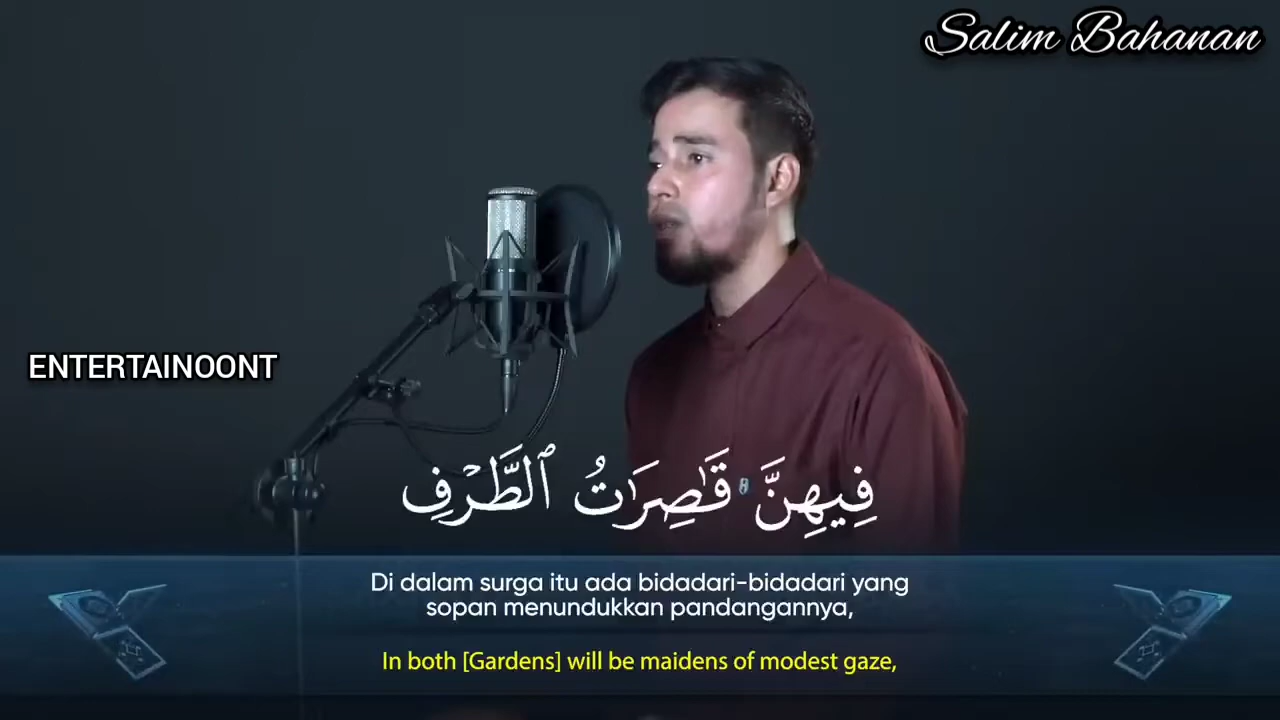 Salim Bahanan
ENTERTAINOONT
فِيهِنَّ قَٰصِرَٰتُ ٱلطَّرْفِ
Di dalam surga itu ada bidadari-bidadari yang
sopan menundukkan pandangannya,
In both [Gardens] will be maidens of modest gaze,